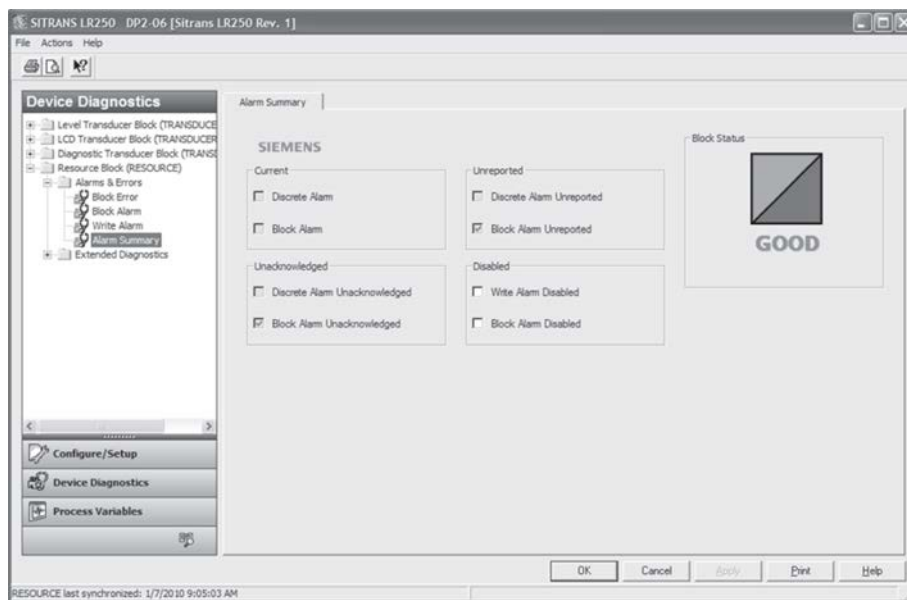 SITRANS LR250 DP2-06 [Sitrans LR250 Rev. 1]
File Actions Help
Device Diagnostics
Level Transducer Block (TRANSDUCE
LCD Transducer Block (TRANSDUCER
Diagnostic Transducer Block (TRANSD
Resource Block (RESOURCE)
Alarms & Errors
Block Error
Block Alarm
Write Alarm
Alarm Summary
Extended Diagnostics
Configure/Setup
Device Diagnostics
Process Variables
Alarm Summary
SIEMENS
Current
Discrete Alarm
Block Alarm
Unreported
Discrete Alarm Unreported
Block Alarm Unreported
Unacknowledged
Discrete Alarm Unacknowledged
Block Alarm Unacknowledged
Disabled
Write Alarm Disabled
Block Alarm Disabled
Block Status
GOOD
OK Cancel Apply Print Help
RESOURCE last synchronized: 1/7/2010 9:05:03 AM